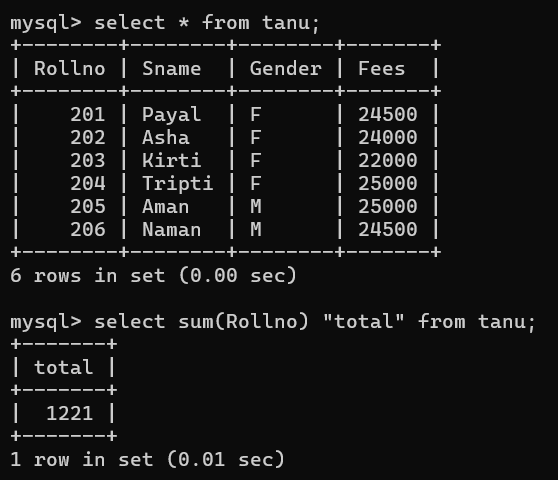 mysql> select * from tanu;
+--------+--------+--------+-------+
| Rollno | Sname  | Gender | Fees  |
+--------+--------+--------+-------+
|    201 | Payal  | F      | 24500 |
|    202 | Asha   | F      | 24000 |
|    203 | Kirti  | F      | 22000 |
|    204 | Tripti | F      | 25000 |
|    205 | Aman   | M      | 25000 |
|    206 | Naman  | M      | 24500 |
+--------+--------+--------+-------+
6 rows in set (0.00 sec)

mysql> select sum(Rollno) "total" from tanu;
+-------+
| total |
+-------+
|  1221 |
+-------+
1 row in set (0.01 sec)